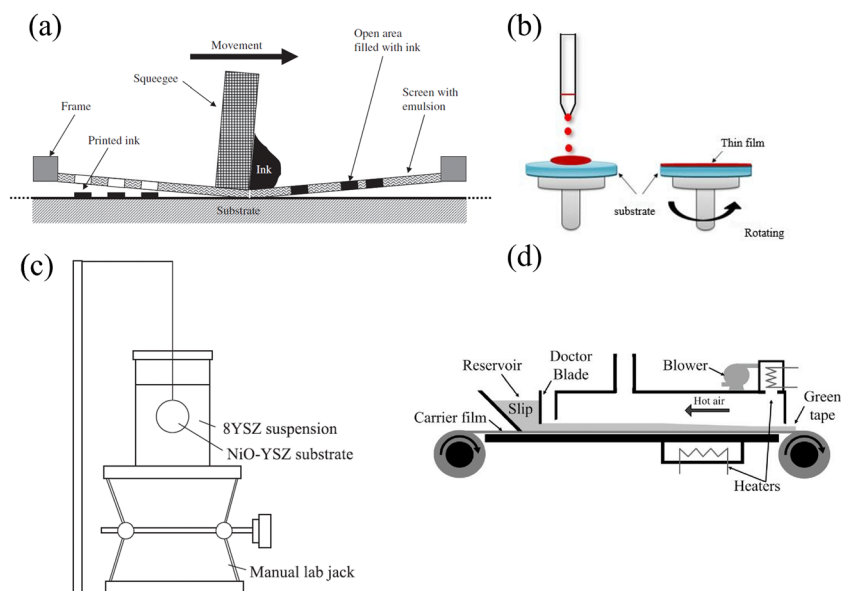 (a)
Movement
Squeegee
Open area
filled with ink
Screen with
emulsion
Frame
Printed ink
Ink
Substrate
(b)
Thin film
substrate
Rotating
(c)
8YSZ suspension
NiO-YSZ substrate
Manual lab jack
(d)
Reservoir
Doctor
Blade
Blower
Slip
Hot air
Green
tape
Carrier film
Heaters